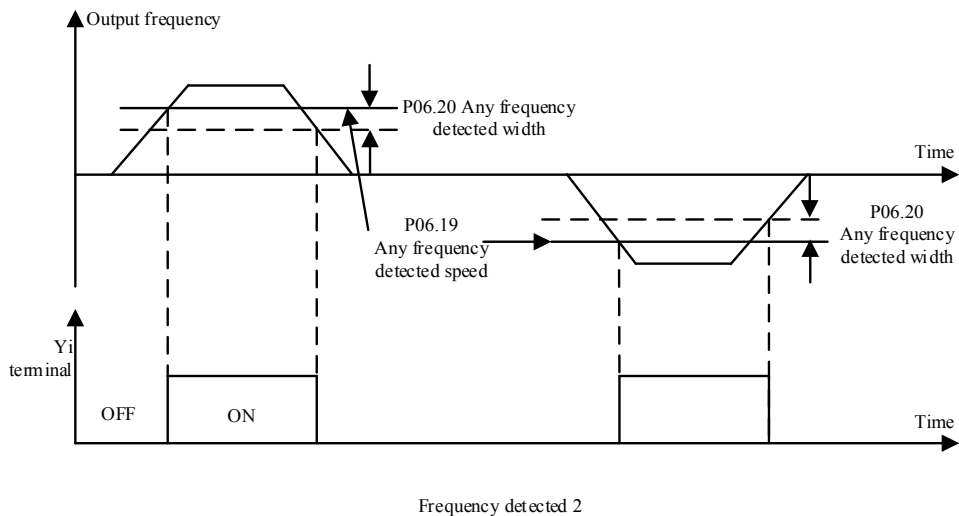 Output frequency
P06.20 Any frequency
detected width
Time
P06.19
Any frequency
detected speed
P06.20
Any frequency
detected width
Yi
terminal
OFF
ON
Time
Frequency detected 2